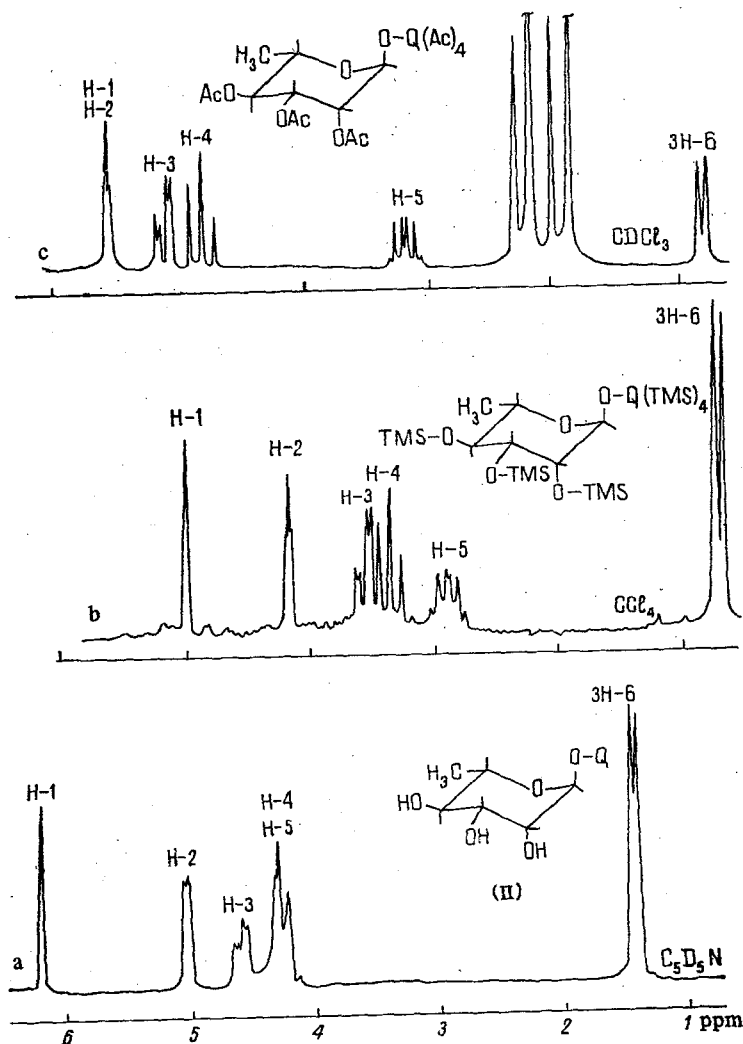 O-Q(Ac)₄
H₃C
O
AcO
OAc
OAc
H-1
H-2
H-3
H-4
H-5
3H-6
c
CDCl₃
3H-6
O-Q(TMS)₄
H₃C
O
TMS-O
O-TMS
O-TMS
H-1
H-2
H-3
H-4
H-5
b
CCl₄
3H-6
O-Q
H₃C
O
HO
OH
OH
(II)
H-1
H-2
H-3
H-4
H-5
a
C₅D₅N
6 5 4 3 2 1 ppm